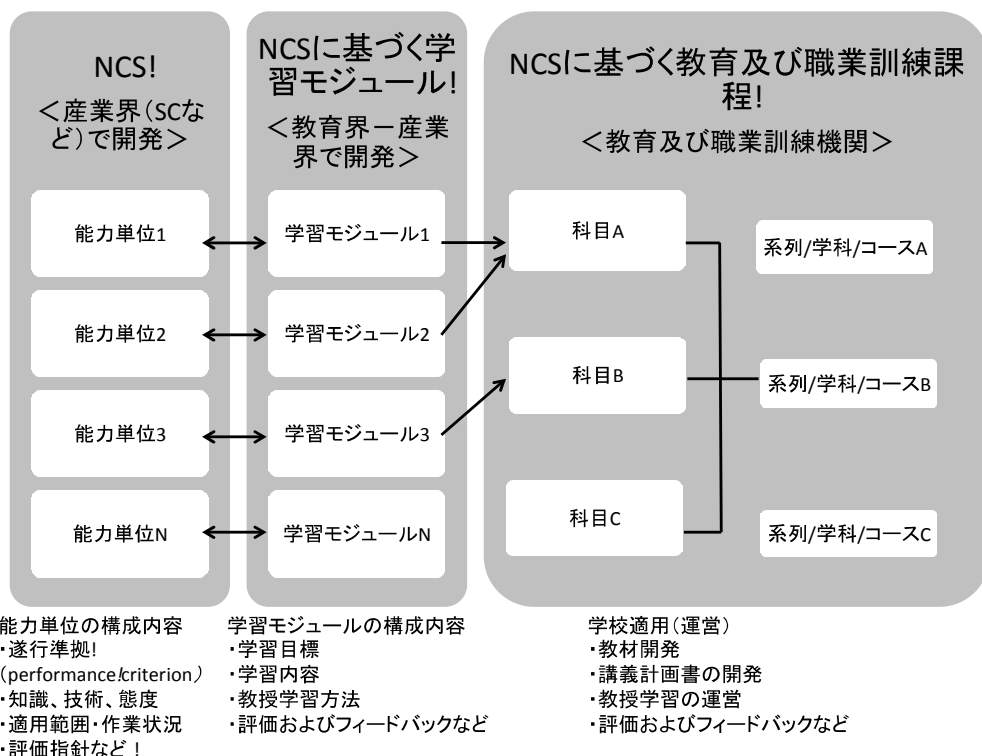 NCS!
＜産業界（SCな
ど）で開発＞
能力単位1
能力単位2
能力単位3
能力単位N
NCSに基づく学
習モジュール!
＜教育界－産業
界で開発＞
学習モジュール1
学習モジュール2
学習モジュール3
学習モジュールN
NCSに基づく教育及び職業訓練課
程!
＜教育及び職業訓練機関＞
科目A
科目B
科目C
系列/学科/コースA
系列/学科/コースB
系列/学科/コースC
能力単位の構成内容
・遂行準拠!
（performance!criterion）
・知識、技術、態度
・適用範囲・作業状況
・評価指針など！
学習モジュールの構成内容
・学習目標
・学習内容
・教授学習方法
・評価およびフィードバックなど
学校適用（運営）
・教材開発
・講義計画書の開発
・教授学習の運営
・評価およびフィードバックなど